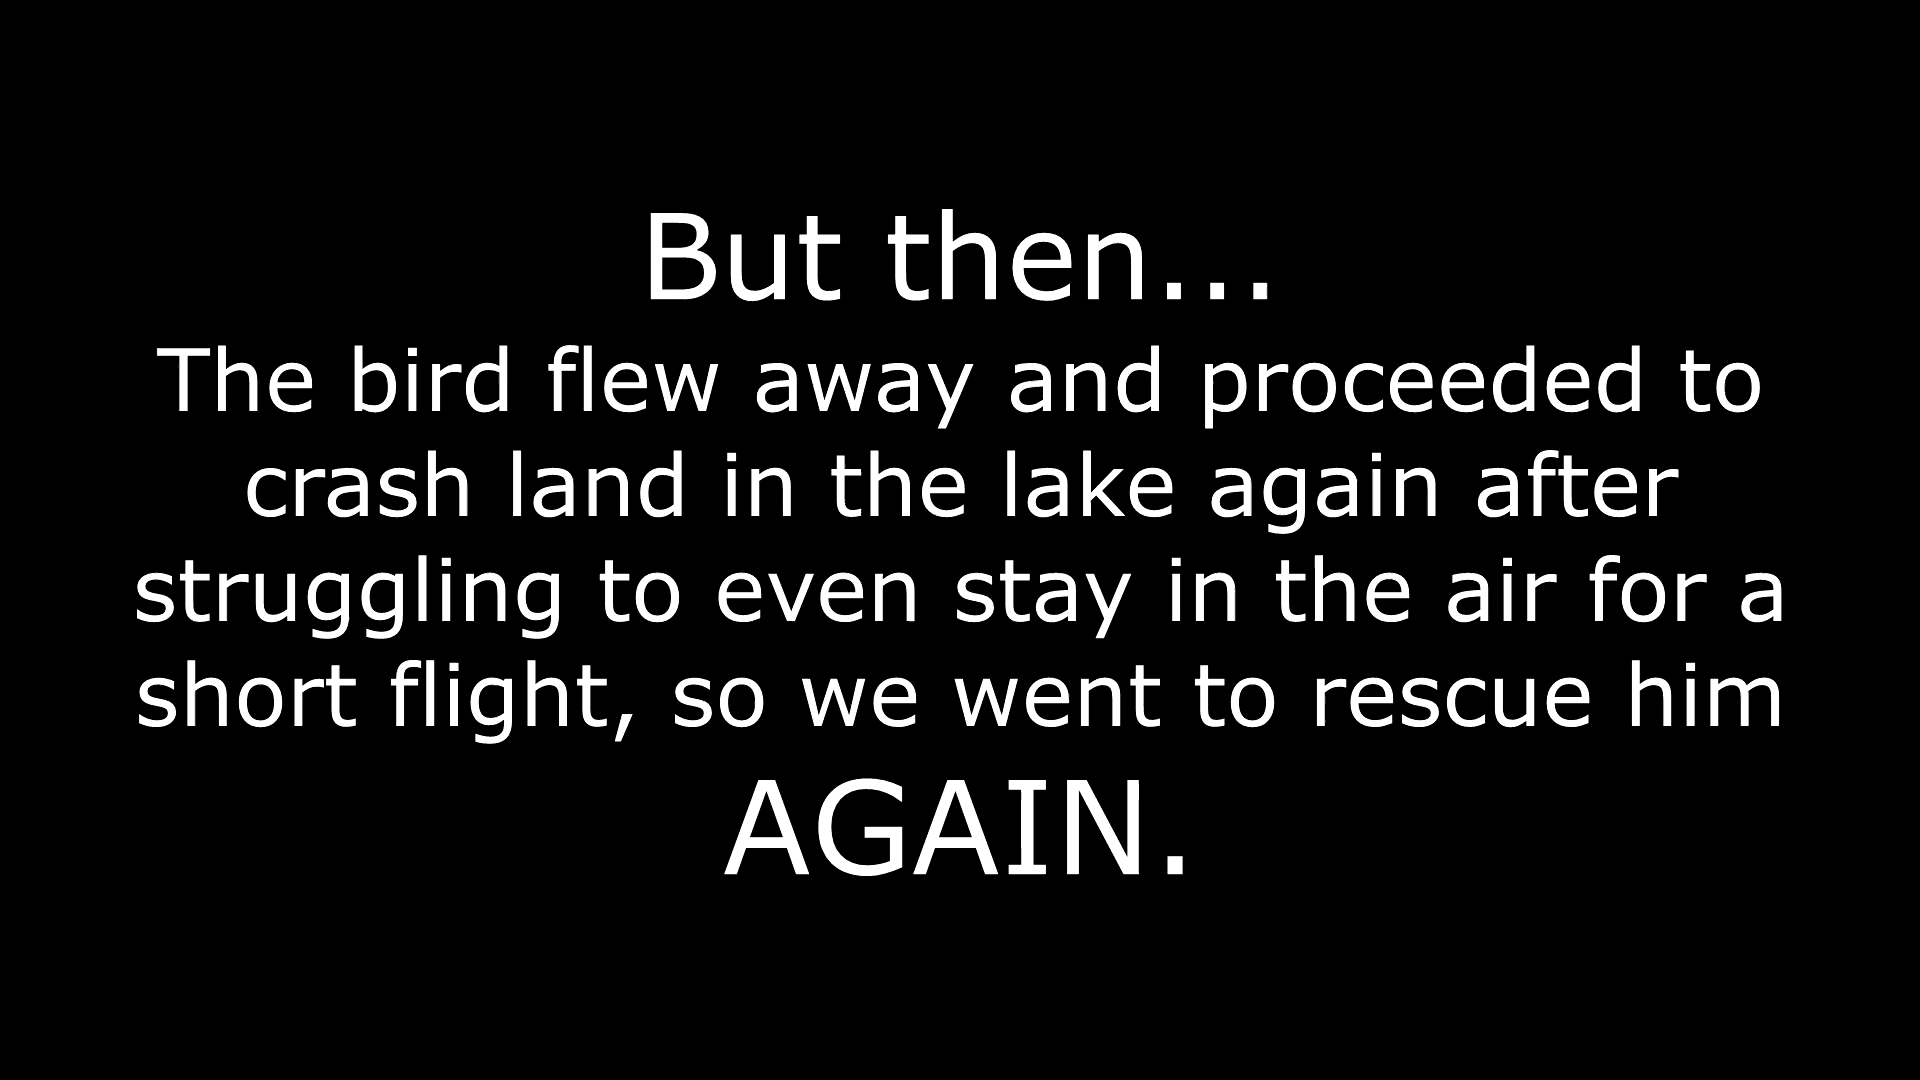 But then...
The bird flew away and proceeded to
crash land in the lake again after
struggling to even stay in the air for a
short flight, so we went to rescue him
AGAIN.